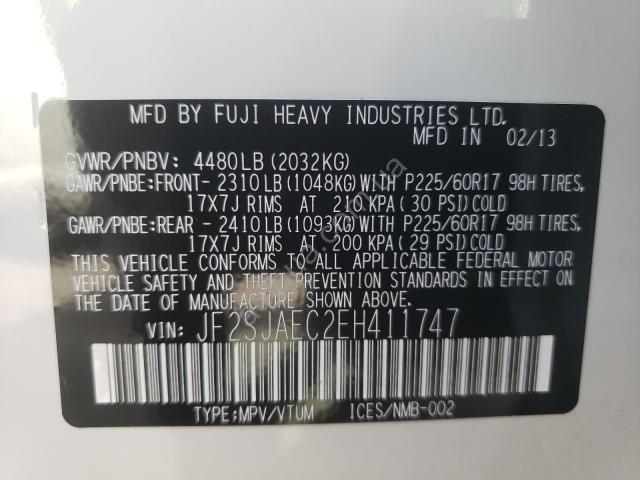 MFD BY FUJI HEAVY INDUSTRIES LTD.
MFD IN 02/13
GVWR/PNBV: 4480LB(2032KG)
GAWR/PNBE:FRONT- 2310LB(1048KG)WITH P225/60R17 98H TIRES,
17X7J RIMS AT 210 KPA( 30 PSI)COLD
GAWR/PNBE:REAR - 2410LB(1093KG)WITH P225/60R17 98H TIRES,
17X7J RIMS AT 200 KPA( 29 PSI)COLD
THIS VEHICLE CONFORMS TO ALL APPLICABLE FEDERAL MOTOR
VEHICLE SAFETY AND THEFT PREVENTION STANDARDS IN EFFECT ON
THE DATE OF MANUFACTURE SHOWN ABOVE.
VIN: JF2SJAEC2EH411747
TYPE:MPV/VTUM ICES/NMB-002